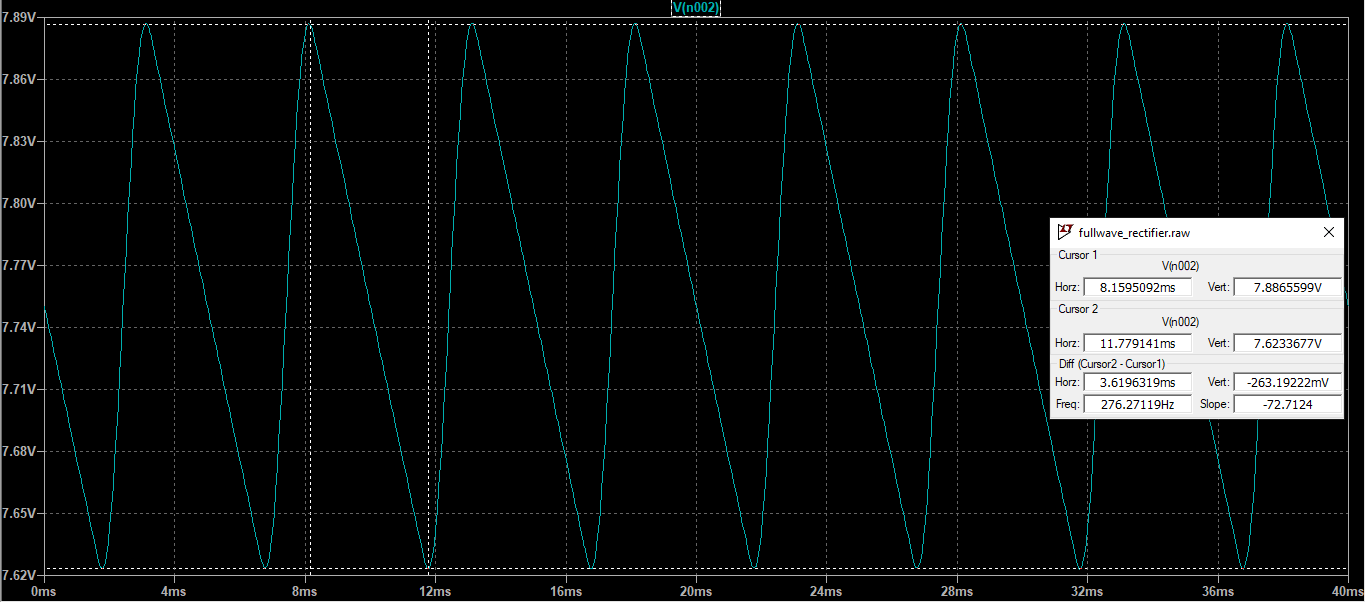 V(n002)
7.89V
7.86V
7.83V
7.80V
7.77V
7.74V
7.71V
7.68V
7.65V
7.62V
0ms 4ms 8ms 12ms 16ms 20ms 24ms 28ms 32ms 36ms 40ms
fullwave_rectifier.raw
Cursor 1
V(n002)
Horz: 8.1595092ms Vert: 7.8865599V
Cursor 2
V(n002)
Horz: 11.779141ms Vert: 7.6233677V
Diff (Cursor2 - Cursor1)
Horz: 3.6196319ms Vert: -263.19222mV
Freq: 276.27119Hz Slope: -72.7124